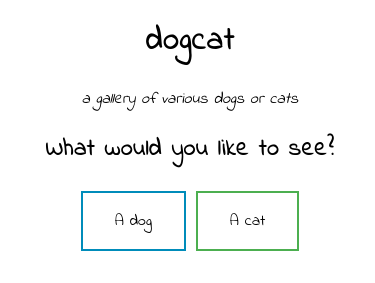 dogcat
a gallery of various dogs or cats
what would you like to see?
A dog
A cat